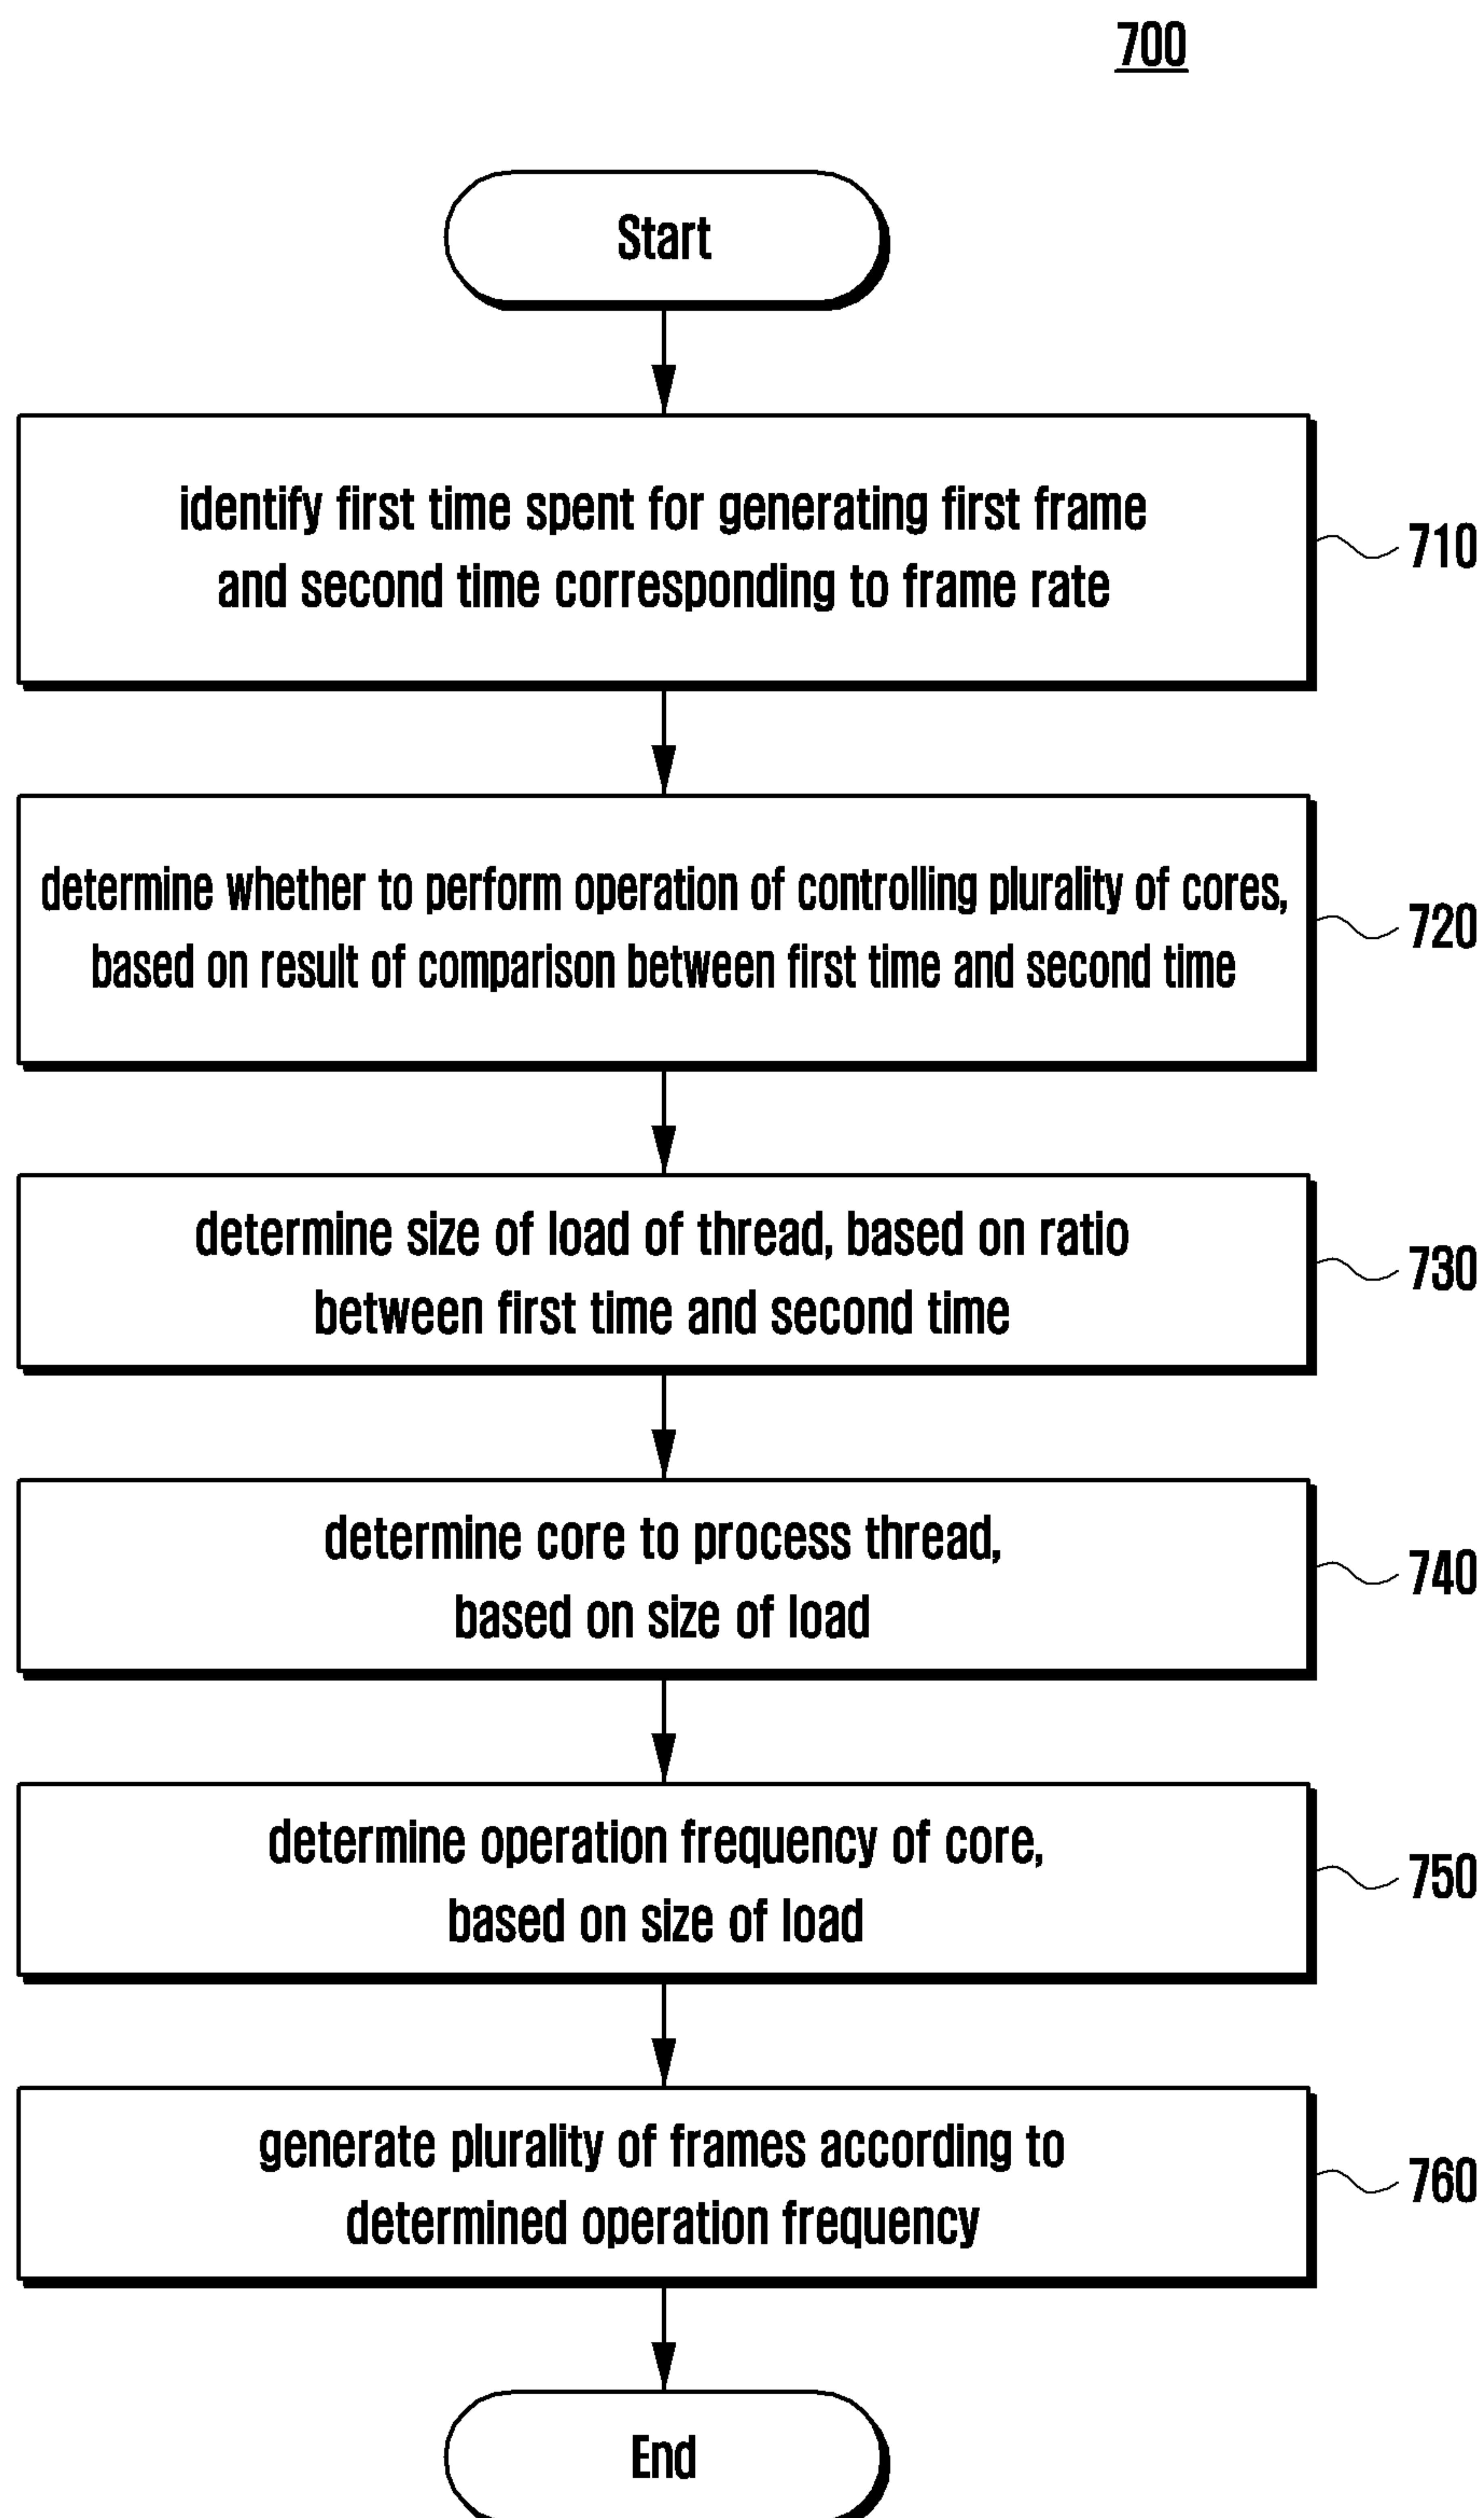 700
Start
identify first time spent for generating first frame
and second time corresponding to frame rate
710
determine whether to perform operation of controlling plurality of cores,
based on result of comparison between first time and second time
720
determine size of load of thread, based on ratio
between first time and second time
730
determine core to process thread,
based on size of load
740
determine operation frequency of core,
based on size of load
750
generate plurality of frames according to
determined operation frequency
760
End